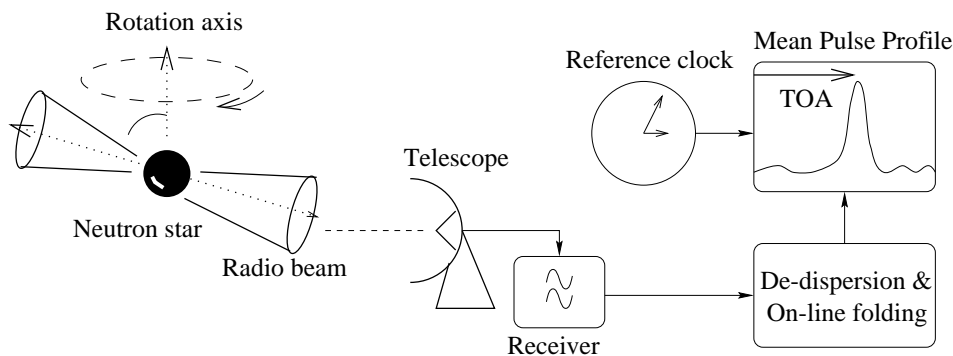 Rotation axis
Neutron star
Radio beam
Telescope
Receiver
Reference clock
Mean Pulse Profile
TOA
De-dispersion &
On-line folding